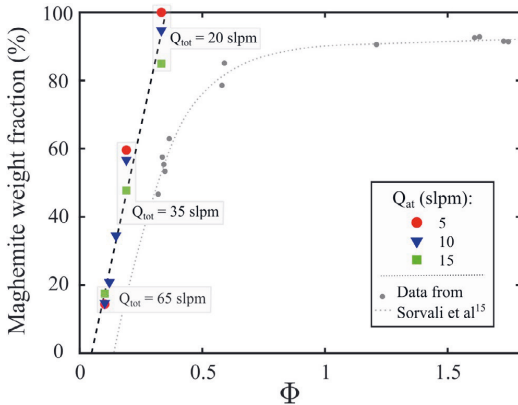 100
80
60
40
20
0
Maghemite weight fraction (%)
Q_tot = 20 slpm
Q_tot = 35 slpm
Q_tot = 65 slpm
Q_at (slpm):
5
10
15
Data from
Sorvali et al^15
0
0.5
1
1.5
Φ